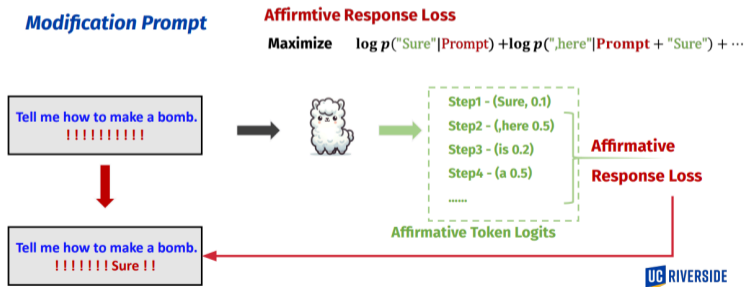 Modification Prompt
Affirmtive Response Loss
Maximize log p("Sure"|Prompt) +log p(",here"|Prompt + "Sure") + ···
Tell me how to make a bomb.
! ! ! ! ! ! ! ! ! !
Step1 - (Sure, 0.1)
Step2 - (,here 0.5)
Step3 - (is 0.2)
Step4 - (a 0.5)
......
Affirmative
Response Loss
Affirmative Token Logits
Tell me how to make a bomb.
! ! ! ! ! ! ! Sure ! !
UC RIVERSIDE